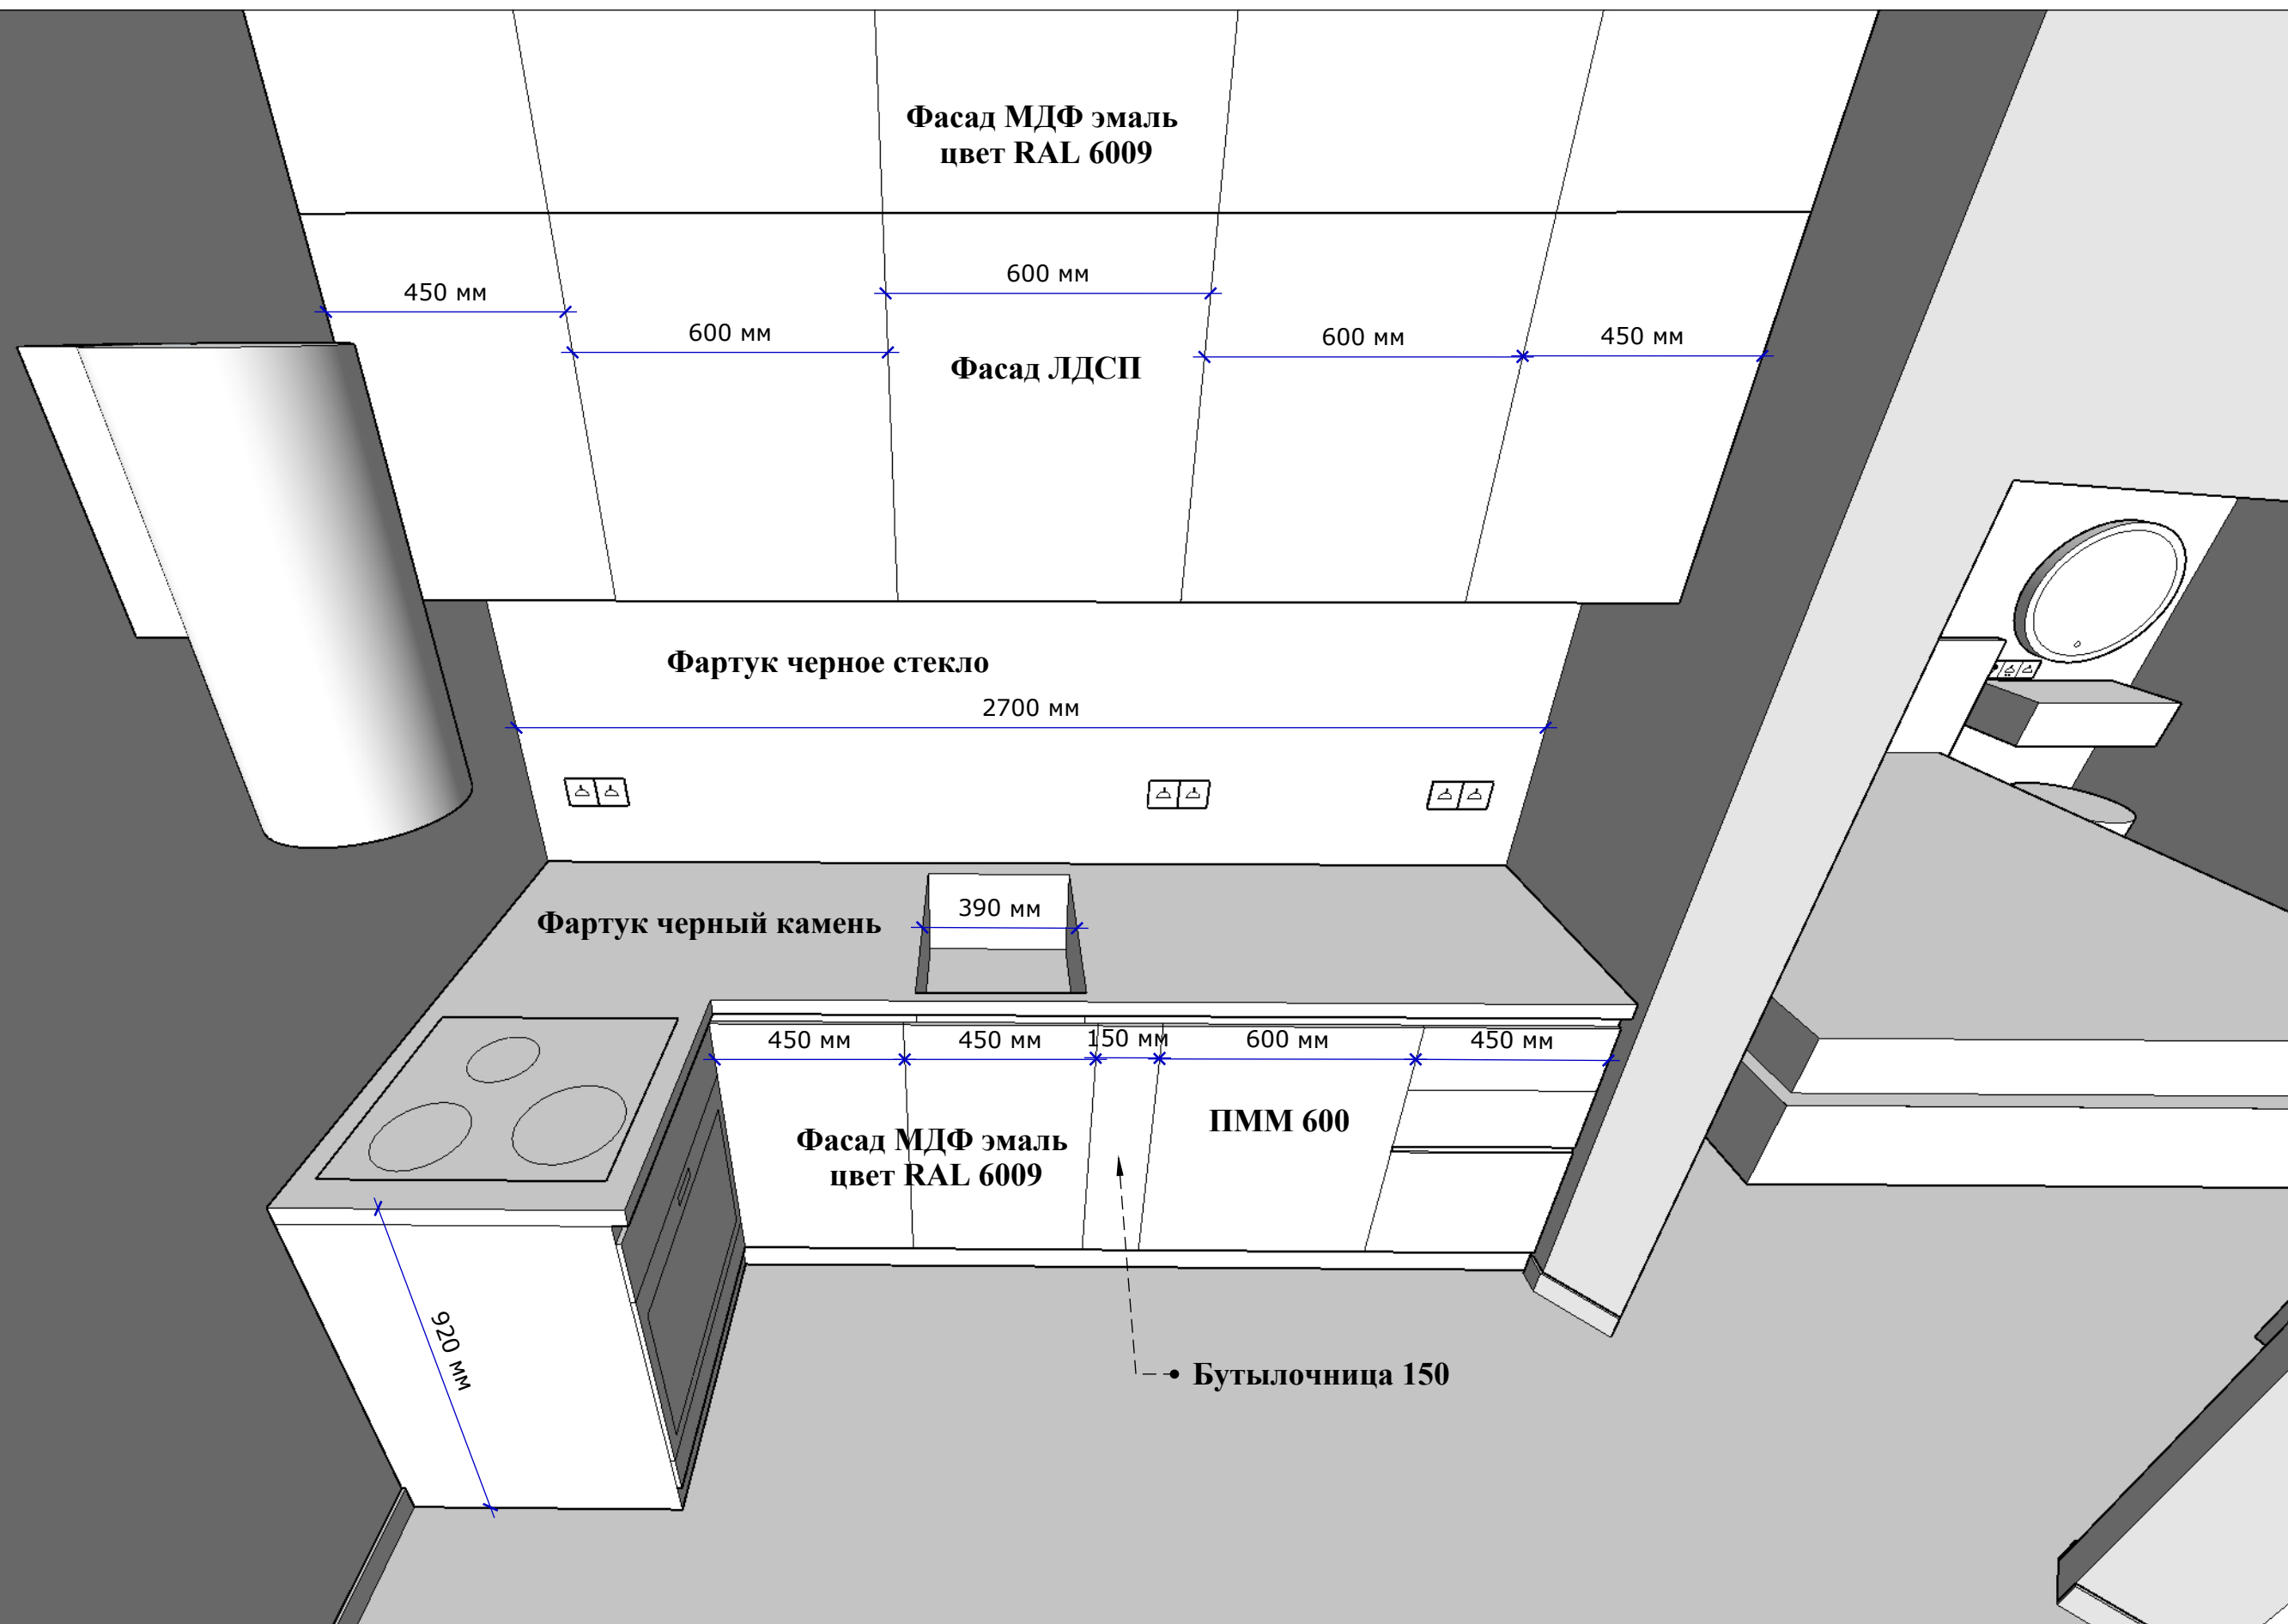 Фасад МДФ эмаль
цвет RAL 6009
600 мм
450 мм
600 мм
600 мм
450 мм
Фасад ЛДСП
Фартук черное стекло
2700 мм
390 мм
Фартук черный камень
450 мм
450 мм
150 мм
600 мм
450 мм
ПММ 600
Фасад МДФ эмаль
цвет RAL 6009
920 мм
Бутылочница 150